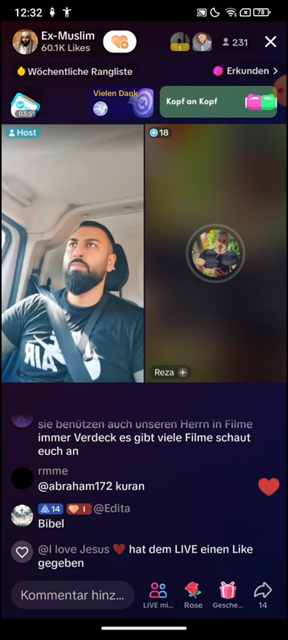 12:32
78
Ex-Muslim
60.1K Likes
1
231
Wöchentliche Rangliste
Erkunden
03:51
Vielen Dank
Kopf an Kopf
Host
18
AIR
Reza
sie benützen auch unseren Herrn in Filme
immer Verdeck es gibt viele Filme schaut
euch an
rmme
@abraham172 kuran
14 I @Edita
Bibel
@I love Jesus ❤️ hat dem LIVE einen Like
gegeben
Kommentar hinz...
LIVE mi...
Rose
Gesche...
14